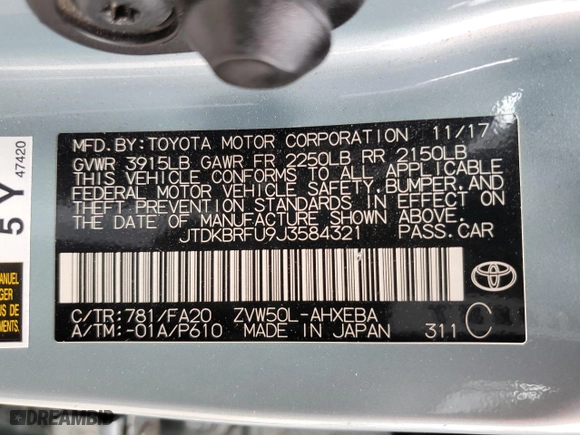 MFD. BY: TOYOTA MOTOR CORPORATION 11/17
GVWR 3915LB GAWR FR 2250LB RR 2150LB
THIS VEHICLE CONFORMS TO ALL APPLICABLE
FEDERAL MOTOR VEHICLE SAFETY, BUMPER, AND
THEFT PREVENTION STANDARDS IN EFFECT ON
THE DATE OF MANUFACTURE SHOWN ABOVE.
JTDKBRFU9J3584321 PASS.CAR
C/TR:781/FA20 ZVW50L-AHXEBA
A/TM:-01A/P610 MADE IN JAPAN 311 C
TOYOTA
5Y
47420
DREAMBID